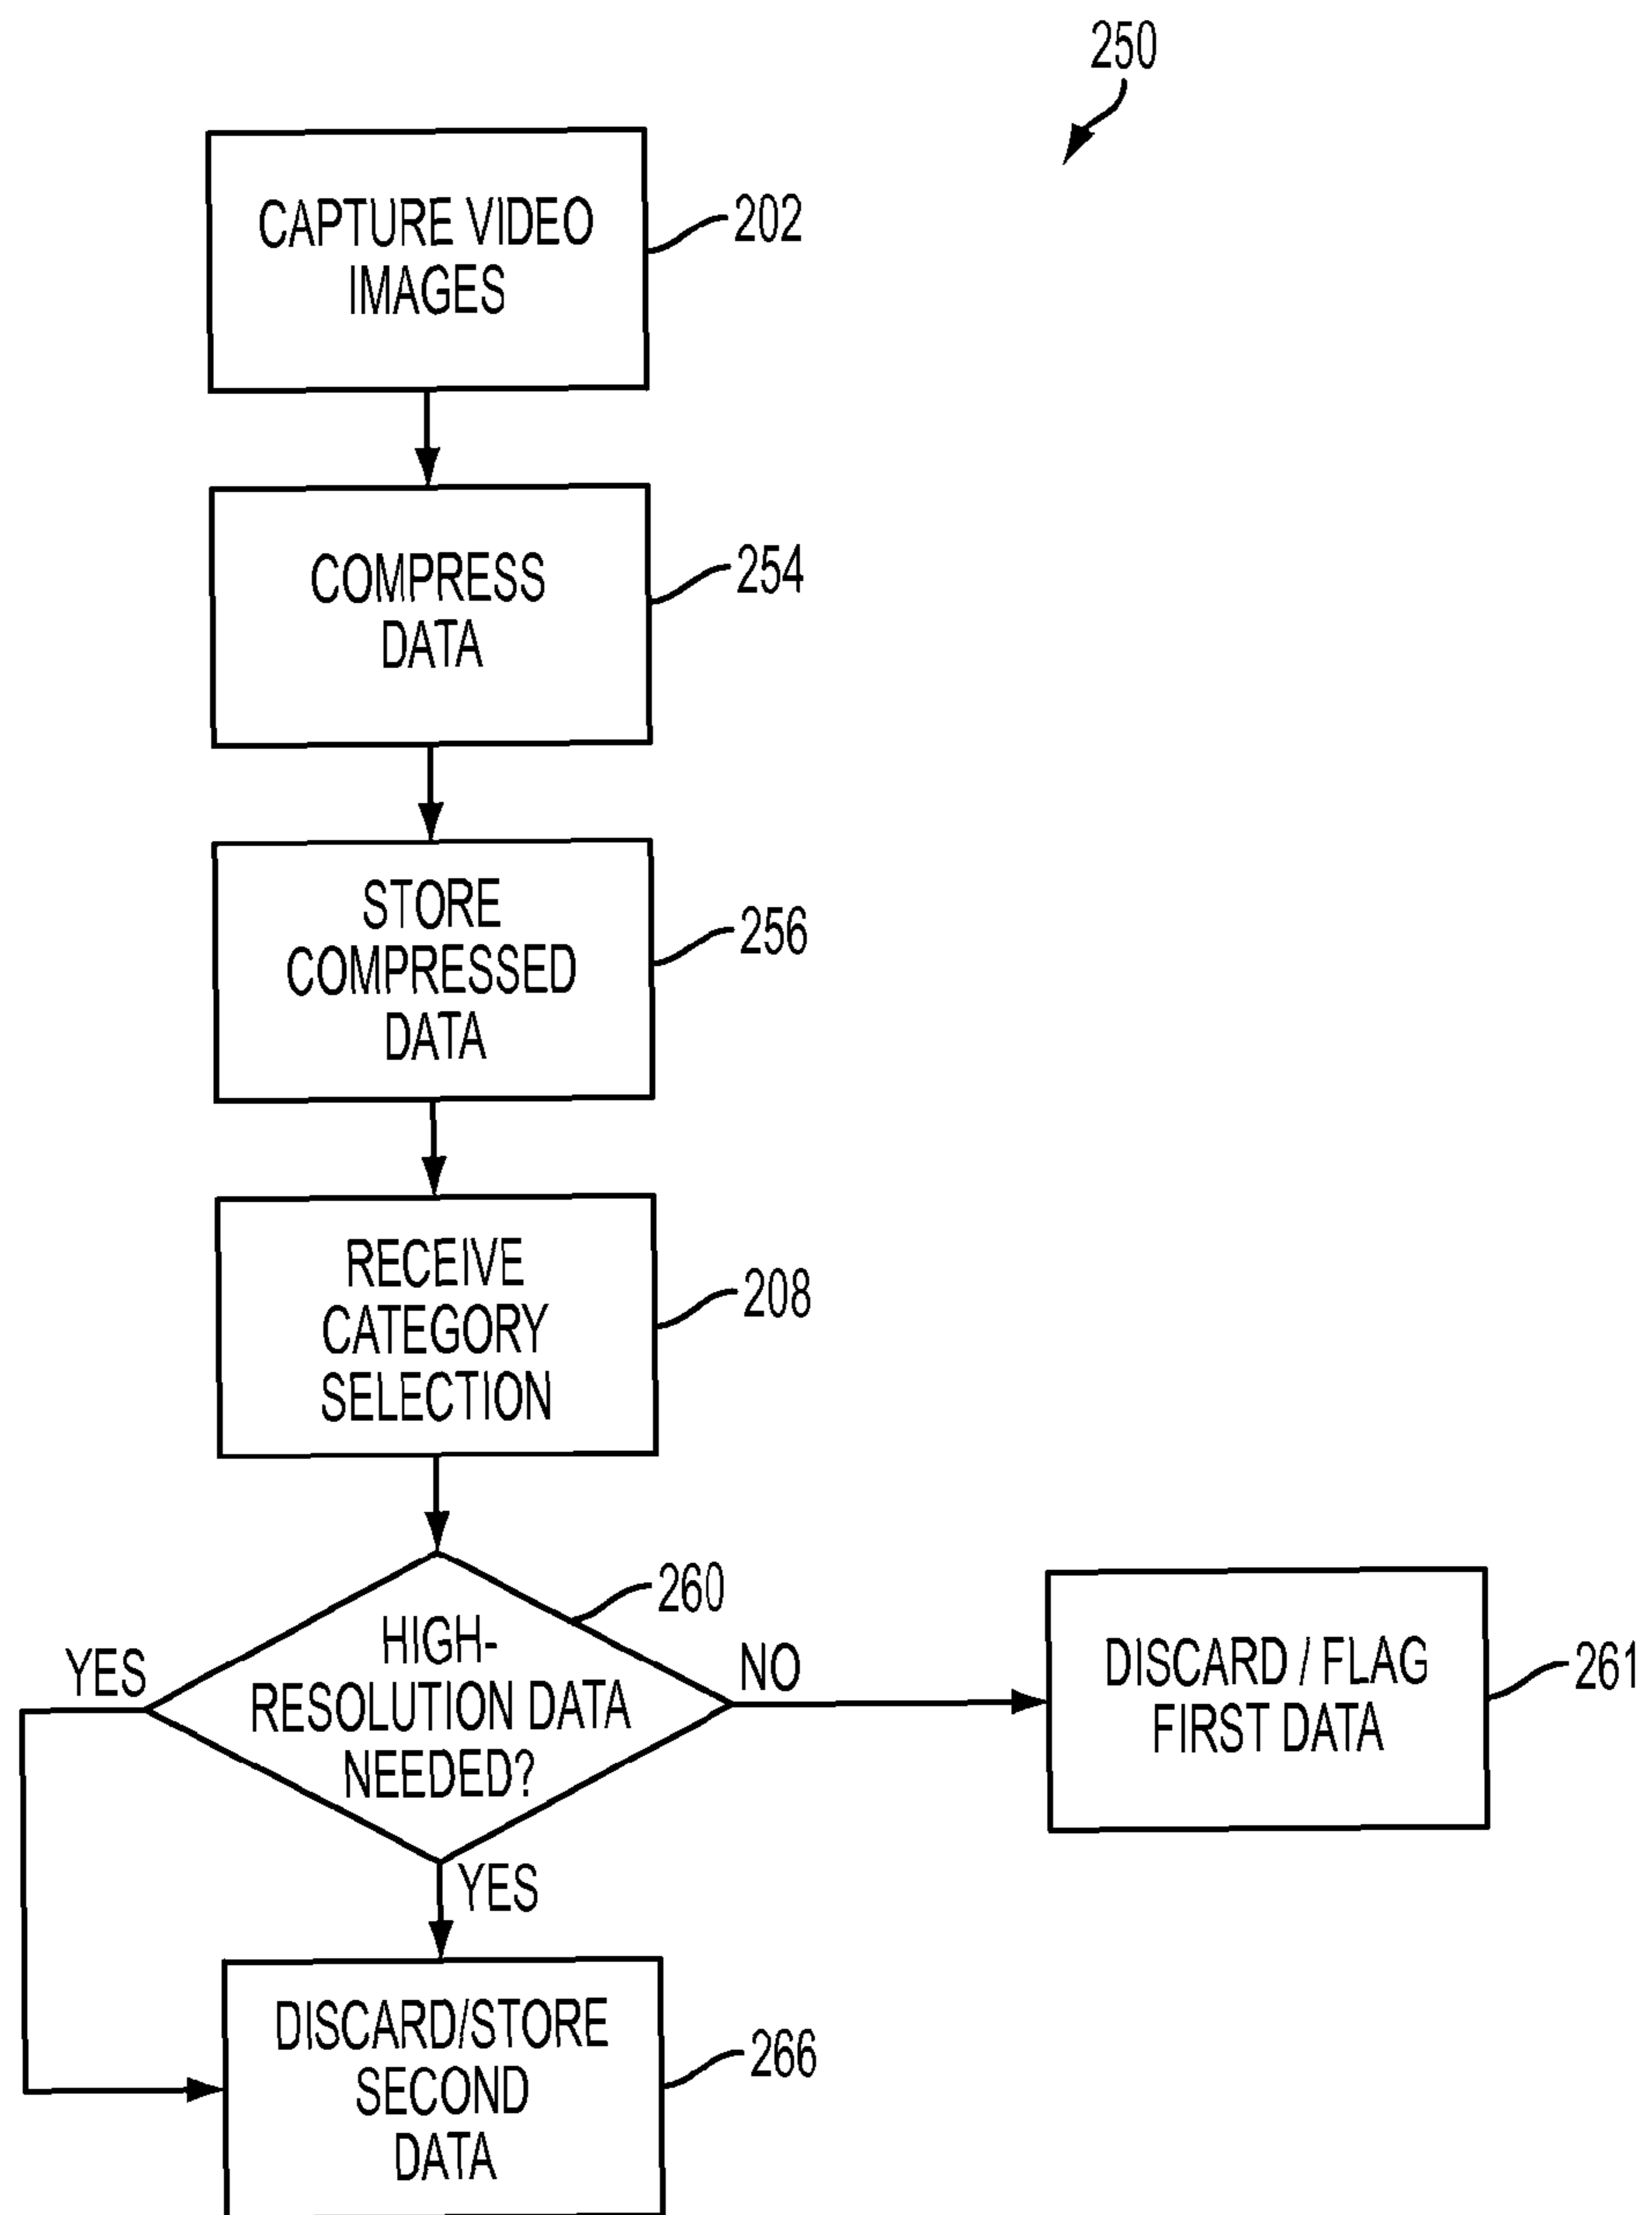 250
CAPTURE VIDEO
IMAGES
202
COMPRESS
DATA
254
STORE
COMPRESSED
DATA
256
RECEIVE
CATEGORY
SELECTION
208
HIGH-
RESOLUTION DATA
NEEDED?
260
YES
NO
DISCARD / FLAG
FIRST DATA
261
YES
DISCARD/STORE
SECOND
DATA
266